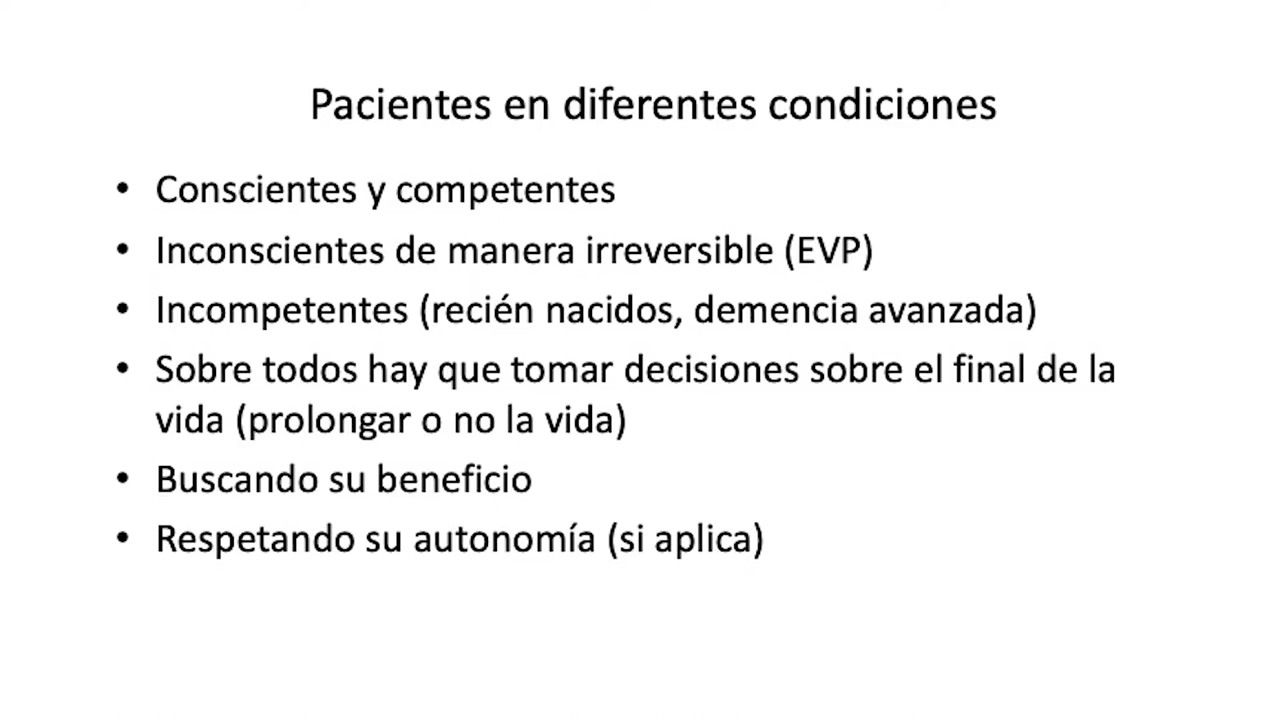 Pacientes en diferentes condiciones
• Conscientes y competentes
• Inconscientes de manera irreversible (EVP)
• Incompetentes (recién nacidos, demencia avanzada)
• Sobre todos hay que tomar decisiones sobre el final de la
vida (prolongar o no la vida)
• Buscando su beneficio
• Respetando su autonomía (si aplica)